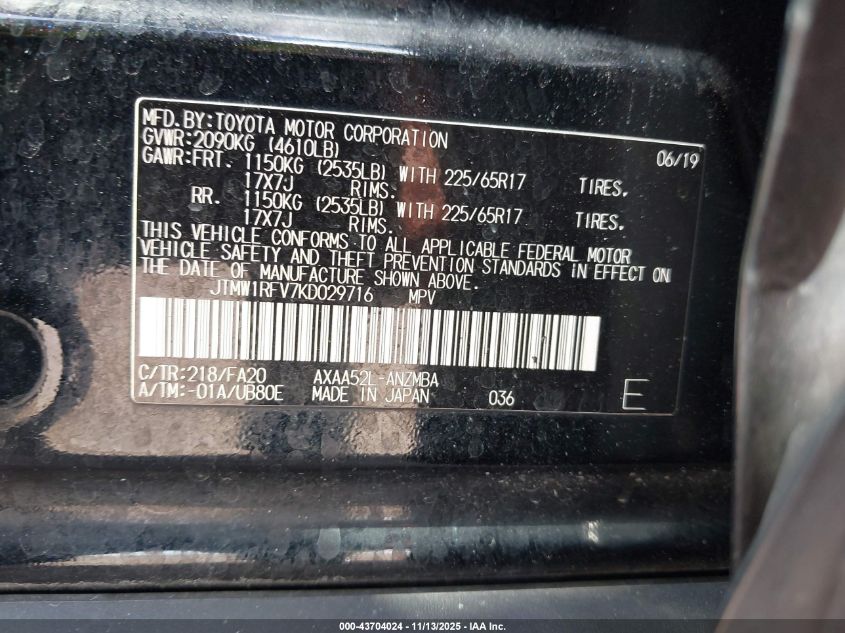 MFD. BY: TOYOTA MOTOR CORPORATION 06/19
GVWR: 2090KG (4610LB)
GAWR: FRT. 1150KG (2535LB) WITH 225/65R17 TIRES.
17X7J RIMS.
RR. 1150KG (2535LB) WITH 225/65R17 TIRES.
17X7J RIMS.
THIS VEHICLE CONFORMS TO ALL APPLICABLE FEDERAL MOTOR
VEHICLE SAFETY AND THEFT PREVENTION STANDARDS IN EFFECT ON
THE DATE OF MANUFACTURE SHOWN ABOVE.
JTMW1RFV7KD029716 MPV
C/TR: 218/FA20 AXAA52L-ANZMBA
A/TM: -01A/UB80E MADE IN JAPAN 036 E
000-43704024 - 11/13/2025 - IAA Inc.